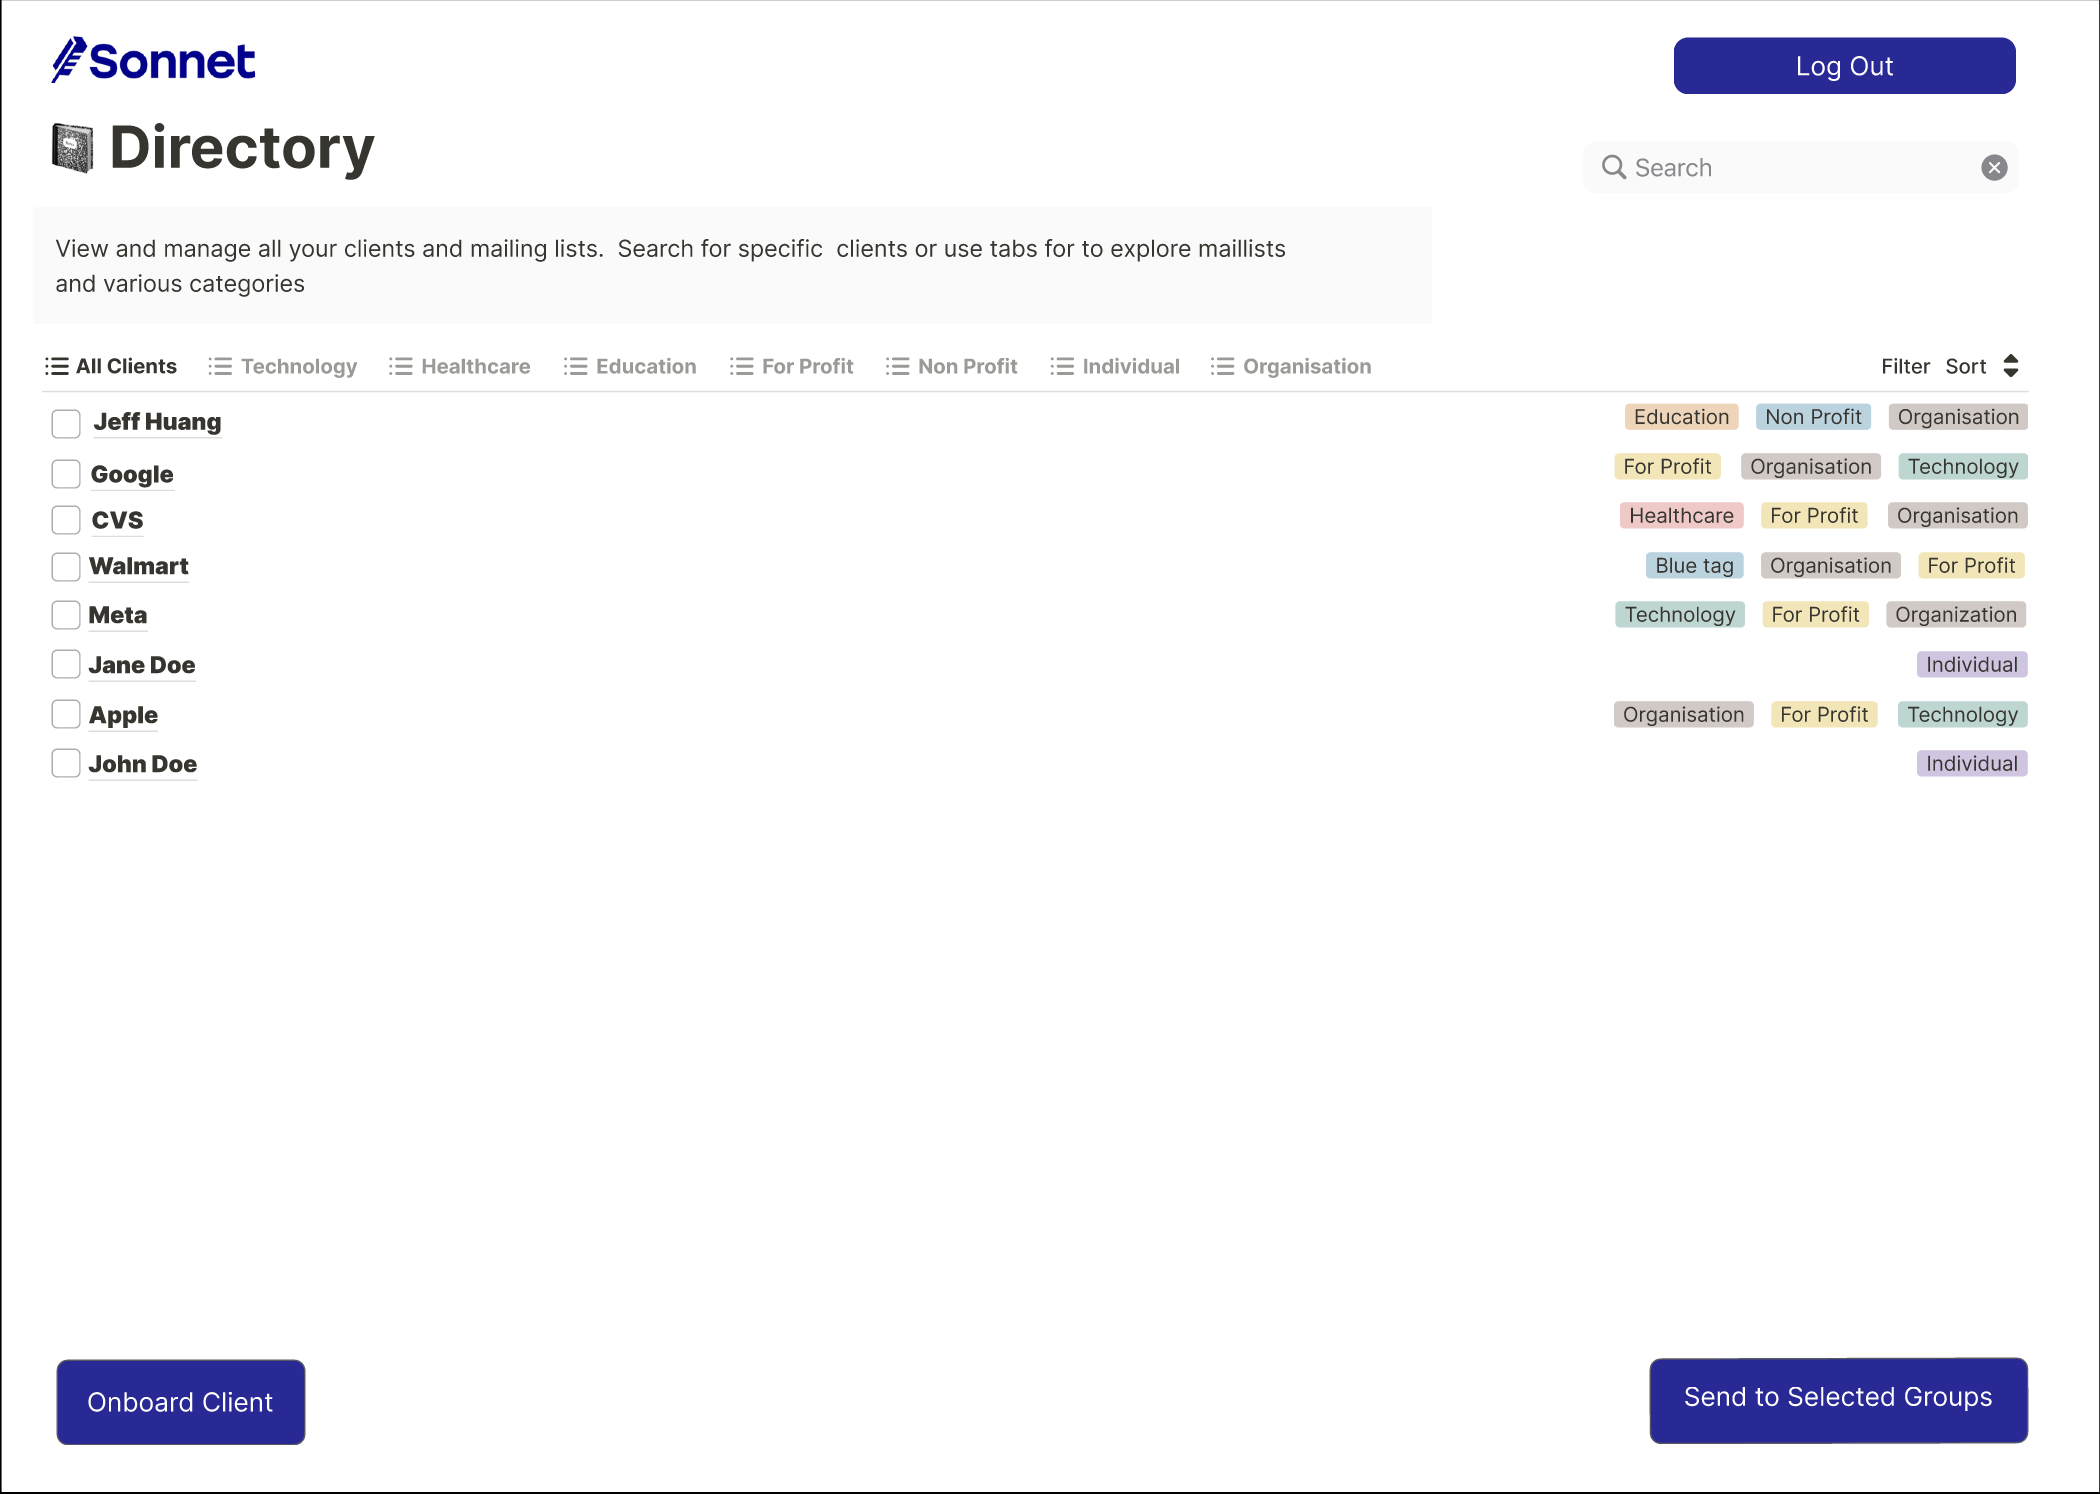 Sonnet
Log Out
Directory
Search
View and manage all your clients and mailing lists.  Search for specific  clients or use tabs for to explore maillists
and various categories
All Clients Technology Healthcare Education For Profit Non Profit Individual Organisation Filter Sort
Jeff Huang Education Non Profit Organisation
Google For Profit Organisation Technology
CVS Healthcare For Profit Organisation
Walmart Blue tag Organisation For Profit
Meta Technology For Profit Organization
Jane Doe Individual
Apple Organisation For Profit Technology
John Doe Individual
Onboard Client
Send to Selected Groups